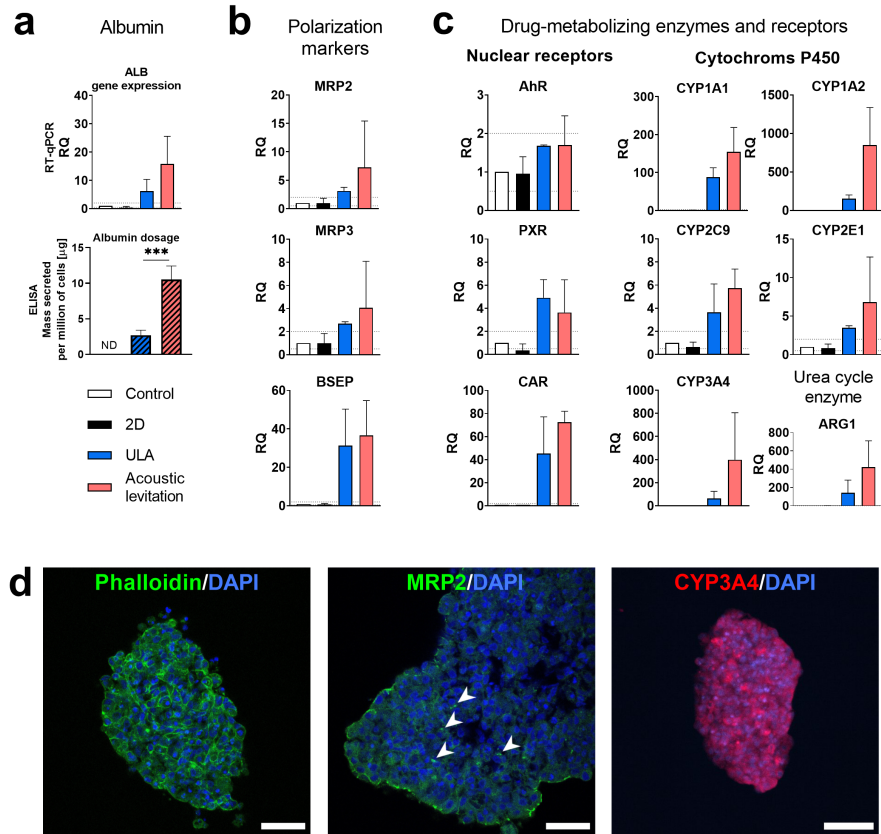 a
Albumin
ALB
gene expression
RT-qPCR
RQ
40
30
20
10
0
Albumin dosage
ELISA
Mass secreted
per million of cells [µg]
15
10
5
0
ND
***
Control
2D
ULA
Acoustic
levitation
b
Polarization
markers
MRP2
RQ
20
15
10
5
0
MRP3
RQ
10
8
6
4
2
0
BSEP
RQ
60
40
20
0
c
Drug-metabolizing enzymes and receptors
Nuclear receptors
Cytochroms P450
AhR
RQ
3
2
1
0
PXR
RQ
10
8
6
4
2
0
CAR
RQ
100
80
60
40
20
0
CYP1A1
RQ
300
200
100
0
CYP1A2
1500
1000
500
0
CYP2C9
RQ
10
8
6
4
2
0
CYP2E1
15
10
5
0
CYP3A4
RQ
1000
800
600
400
200
0
Urea cycle
enzyme
ARG1
RQ
800
600
400
200
0
d
Phalloidin/DAPI
MRP2/DAPI
CYP3A4/DAPI